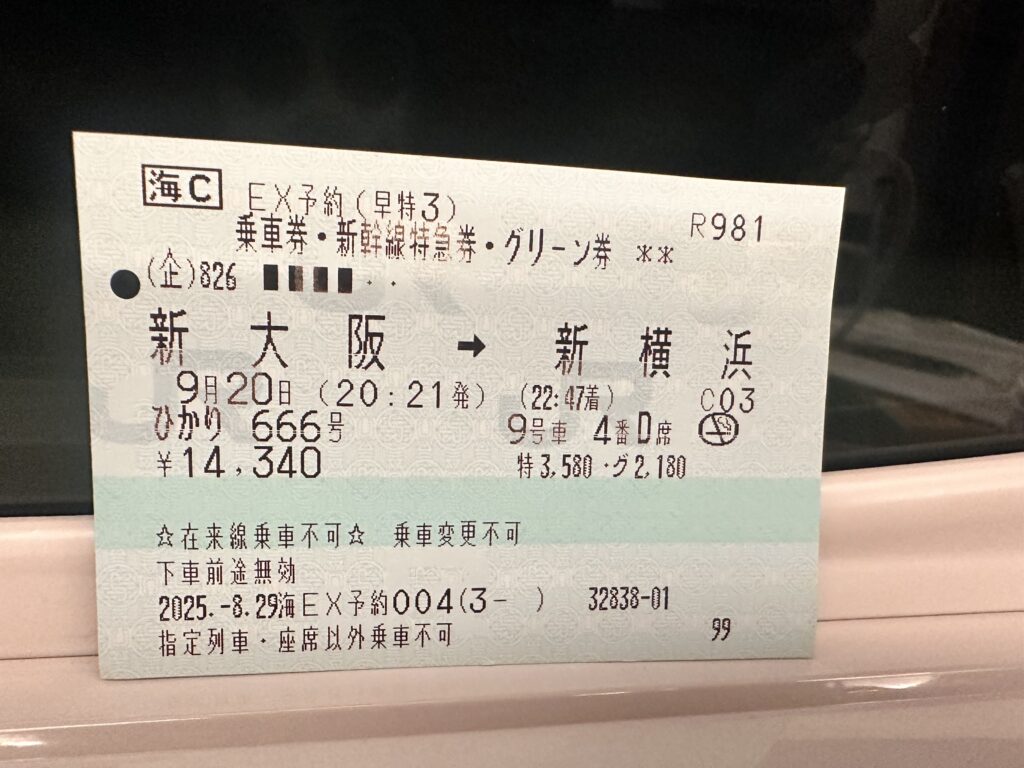 海C EX予約(早特3) R981
乗車券・新幹線特急券・グリーン券 **
(企)826 ■■■■・・
新大阪 → 新横浜
9月20日 (20:21発) (22:47着) C03
ひかり 666号 9号車 4番D席
¥14,340 特3,580・グ2,180
☆在来線乗車不可☆ 乗車変更不可
下車前途無効
2025.-8.29海EX予約004(3- ) 32838-01
指定列車・座席以外乗車不可 99